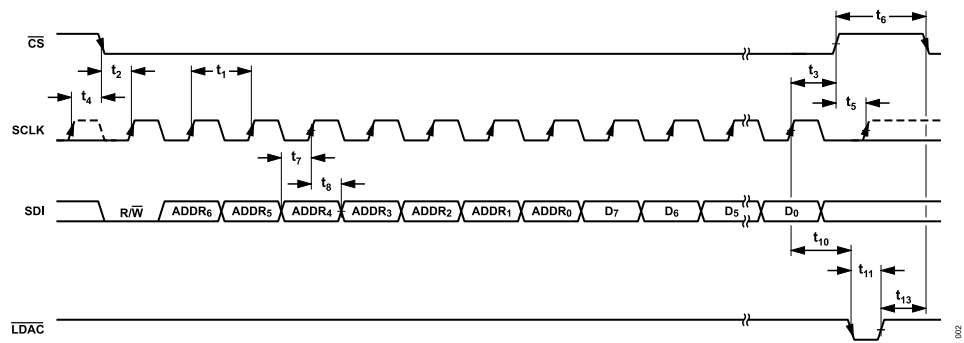 t6
CS
t2
t1
t3
t4
t5
SCLK
t7
t8
SDI
R/W ADDR6 ADDR5 ADDR4 ADDR3 ADDR2 ADDR1 ADDR0 D7 D6 D5 D0
t10
t11
t13
LDAC
002